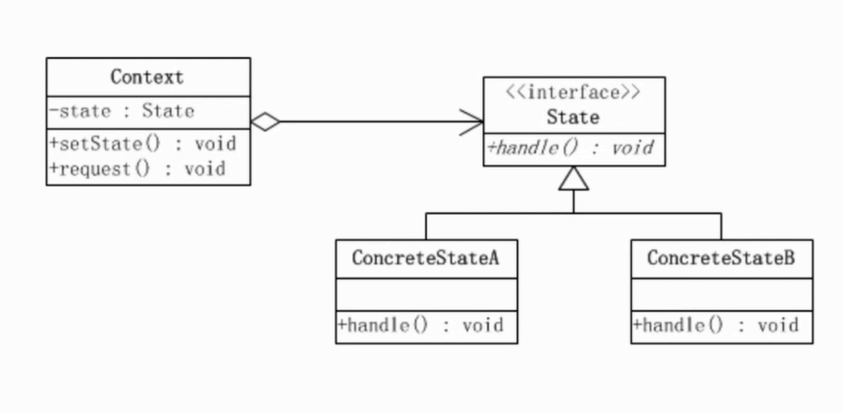 Context
-state : State
+setState() : void
+request() : void
<<interface>>
State
+handle() : void
ConcreteStateA
+handle() : void
ConcreteStateB
+handle() : void